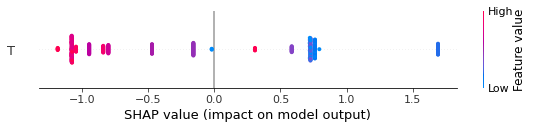 High
T
Feature value
Low
−1.0 −0.5 0.0 0.5 1.0 1.5
SHAP value (impact on model output)